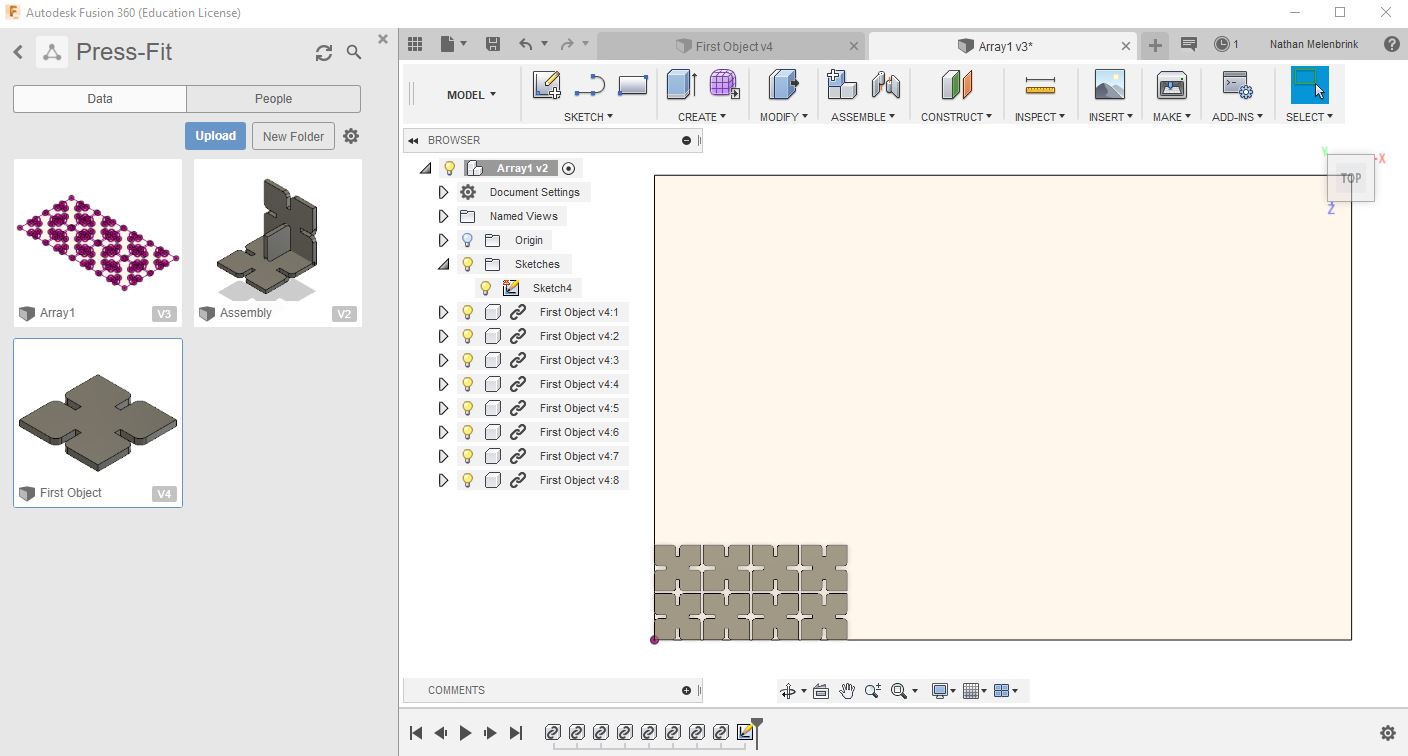 Autodesk Fusion 360 (Education License)
Press-Fit
Data
People
Upload
New Folder
Array1
V3
Assembly
V2
First Object
V4
First Object v4
Array1 v3*
1
Nathan Melenbrink
MODEL
SKETCH
CREATE
MODIFY
ASSEMBLE
CONSTRUCT
INSPECT
INSERT
MAKE
ADD-INS
SELECT
BROWSER
Array1 v2
Document Settings
Named Views
Origin
Sketches
Sketch4
First Object v4:1
First Object v4:2
First Object v4:3
First Object v4:4
First Object v4:5
First Object v4:6
First Object v4:7
First Object v4:8
Y
X
TOP
Z
COMMENTS